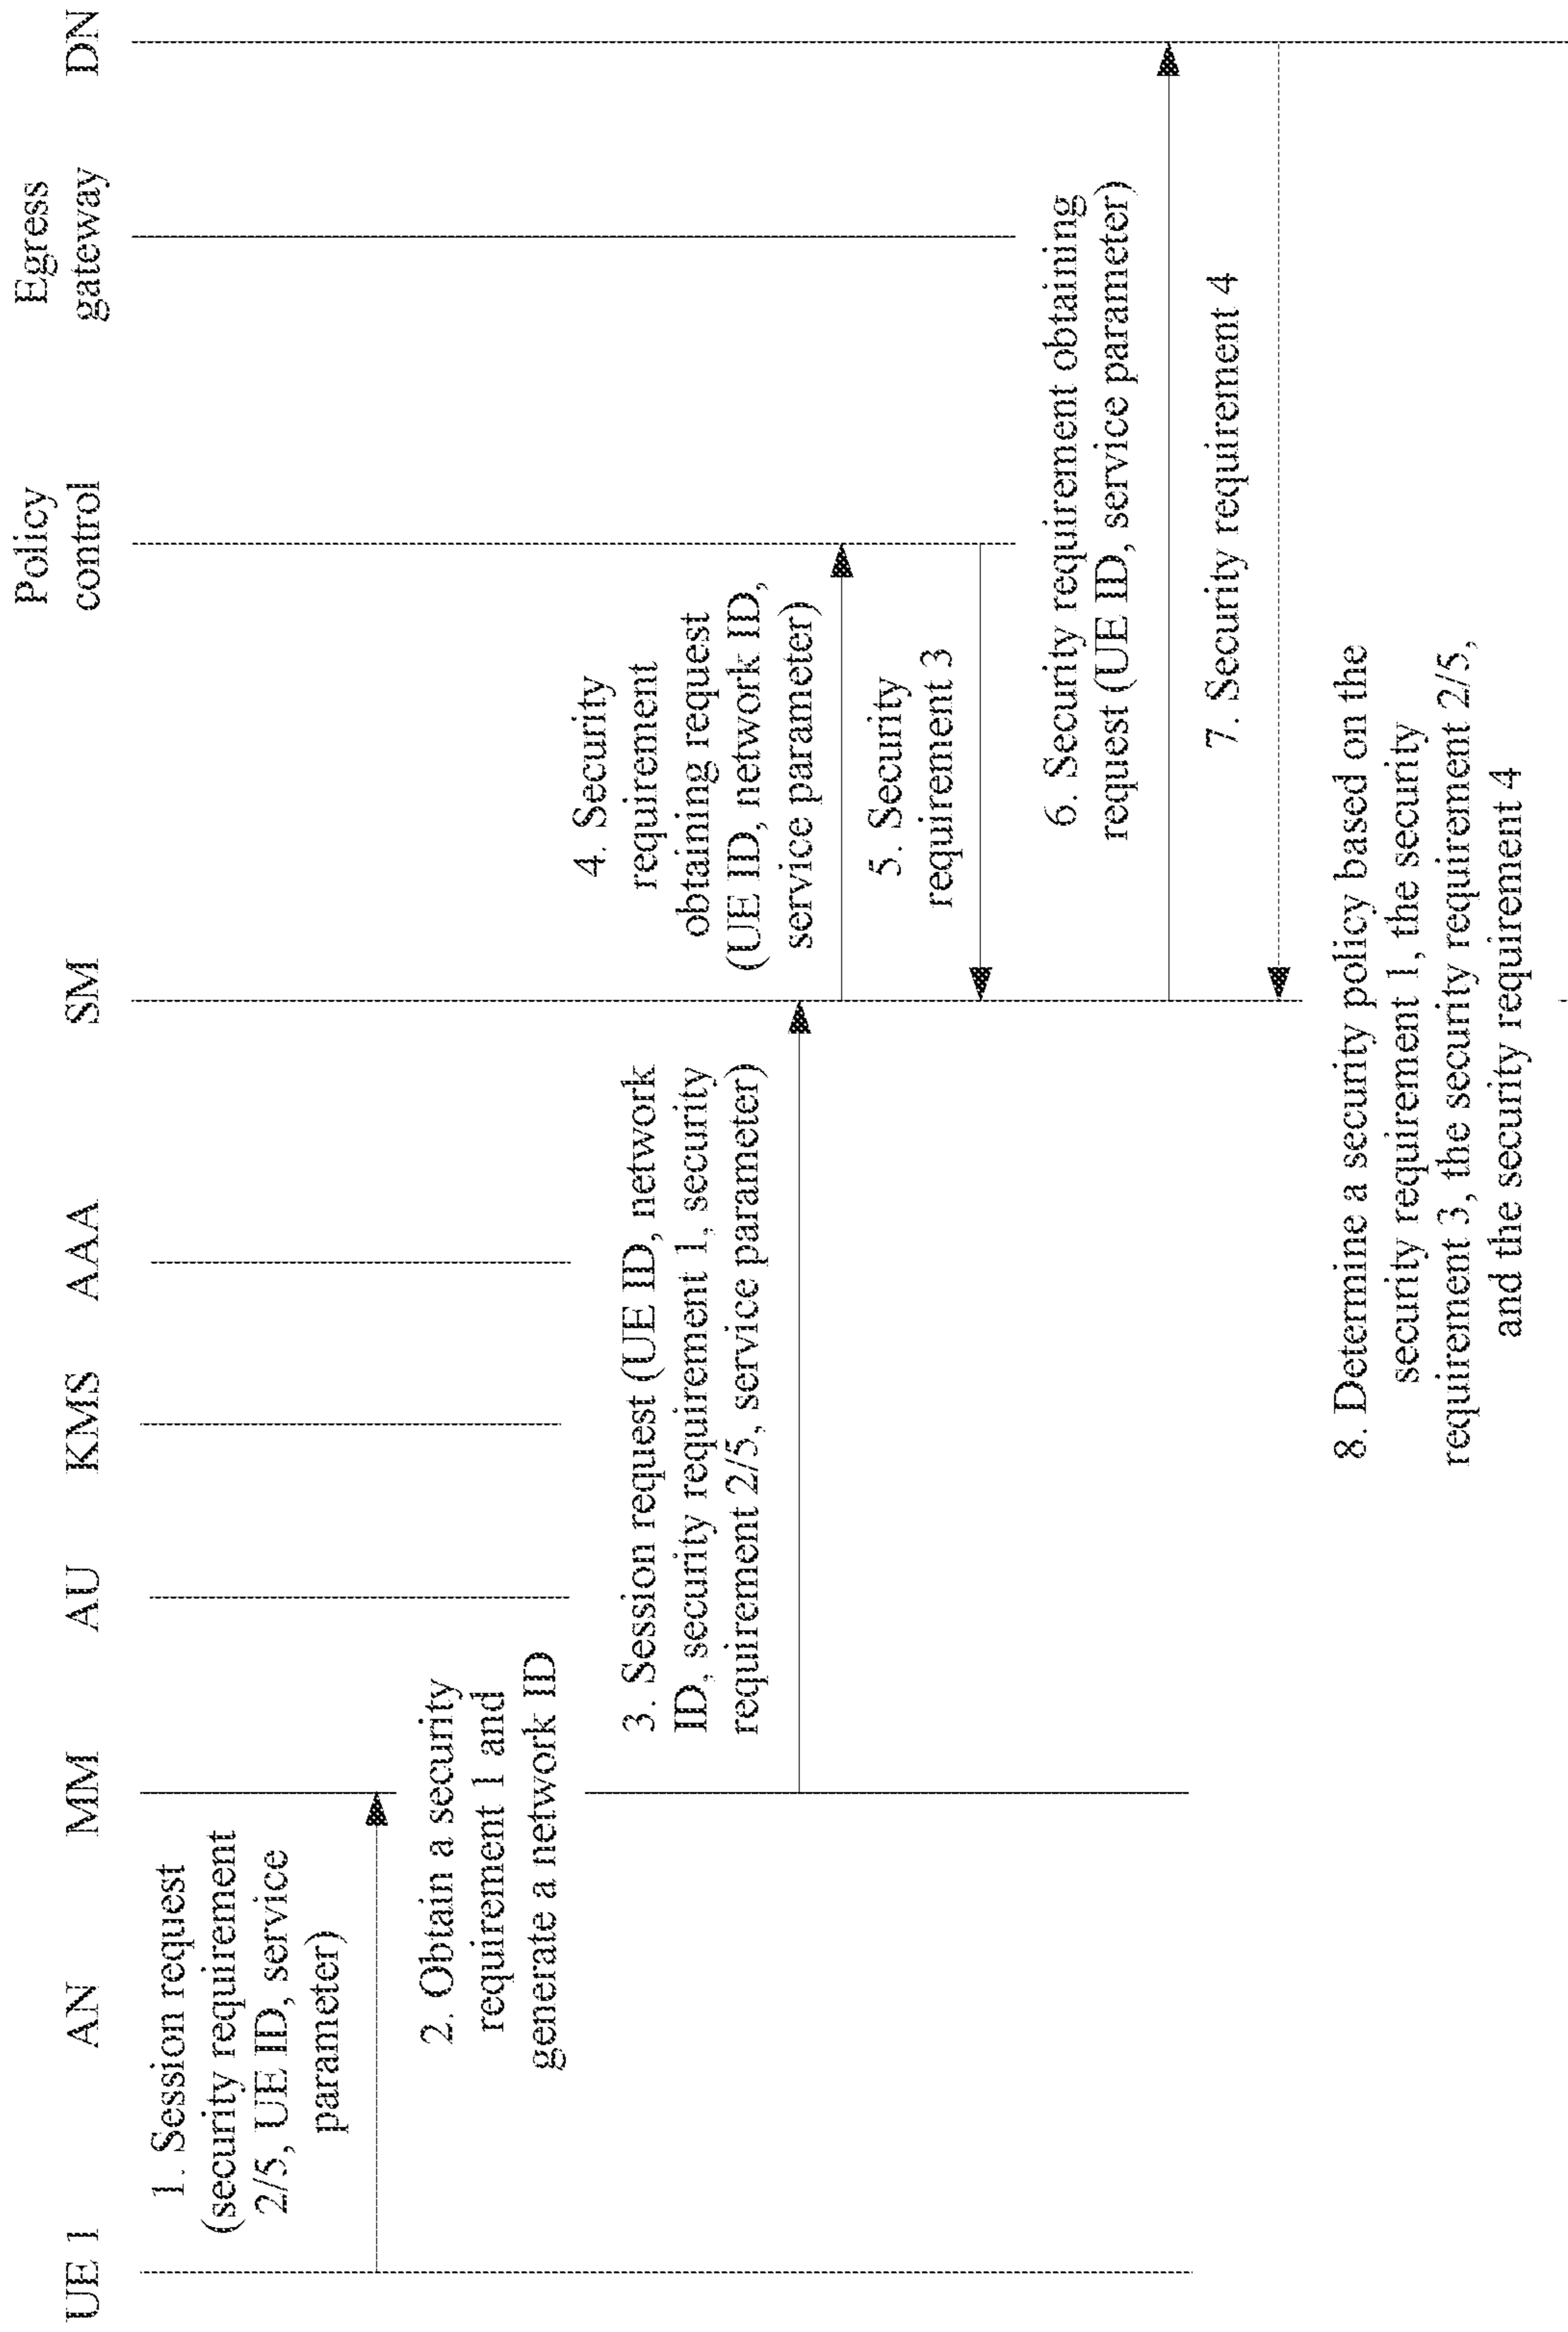 UE 1
AN
MM
AU
KMS
AAA
SM
Policy
control
Egress
gateway
DN
1. Session request
(security requirement
2/5, UE ID, service
parameter)
2. Obtain a security
requirement 1 and
generate a network ID
3. Session request (UE ID, network
ID, security requirement 1, security
requirement 2/5, service parameter)
4. Security
requirement
obtaining request
(UE ID, network ID,
service parameter)
5. Security
requirement 3
6. Security requirement obtaining
request (UE ID, service parameter)
7. Security requirement 4
8. Determine a security policy based on the
security requirement 1, the security
requirement 3, the security requirement 2/5,
and the security requirement 4